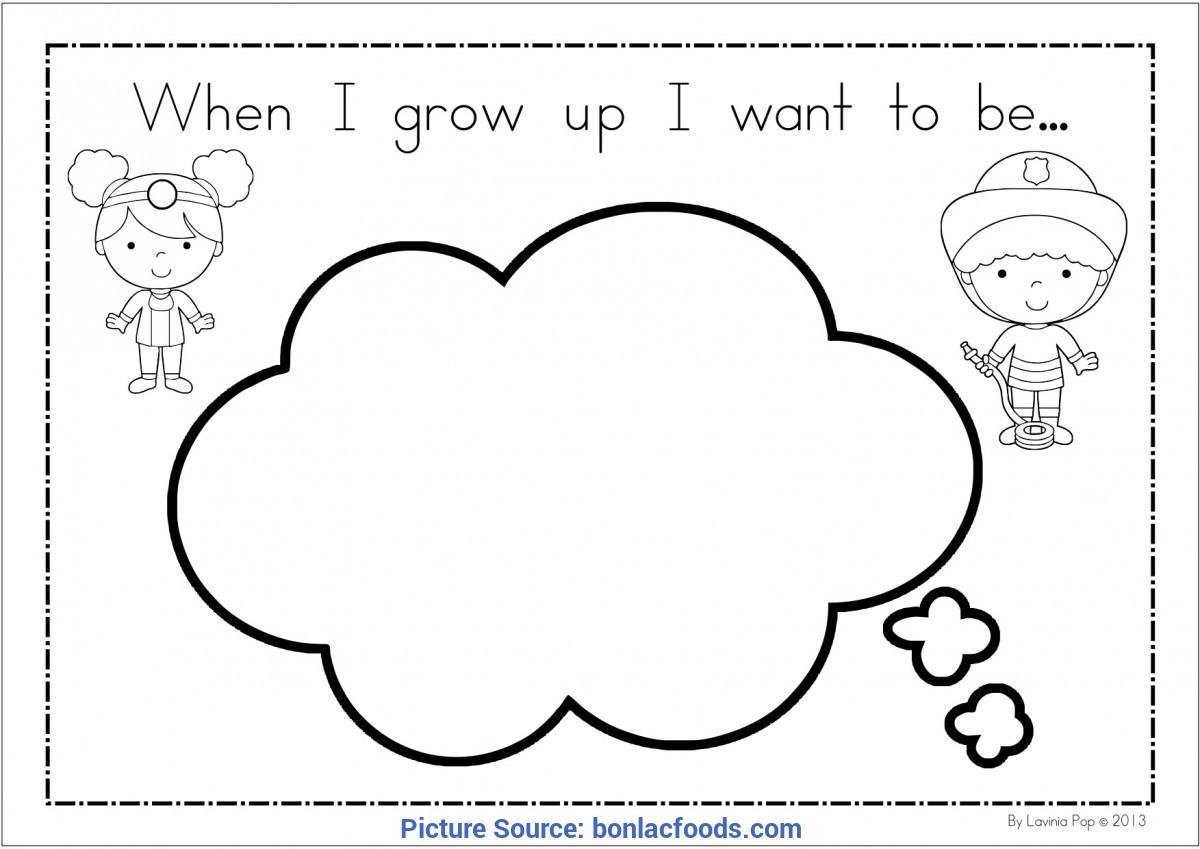 When I grow up I want to be...
By Lavinia Pop © 2013
Picture Source: bonlacfoods.com